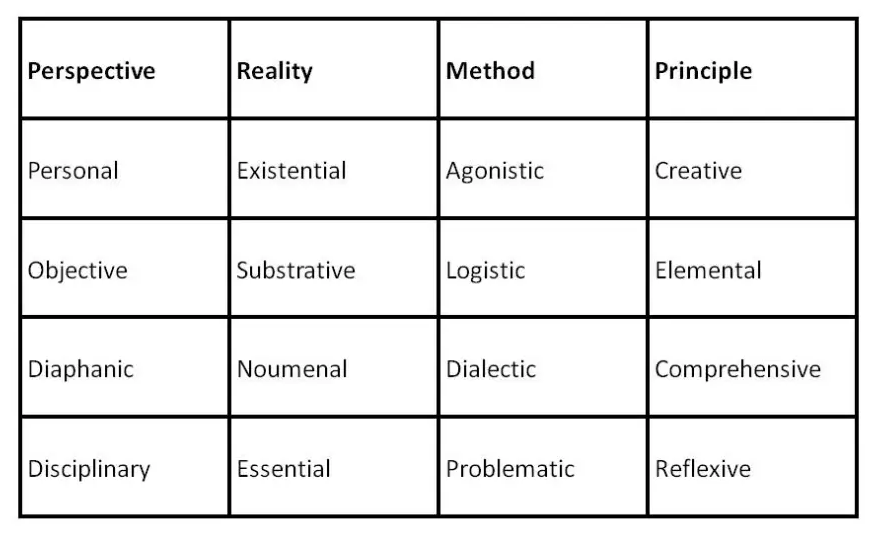 Perspective Reality Method Principle
Personal Existential Agonistic Creative
Objective Substrative Logistic Elemental
Diaphanic Noumenal Dialectic Comprehensive
Disciplinary Essential Problematic Reflexive